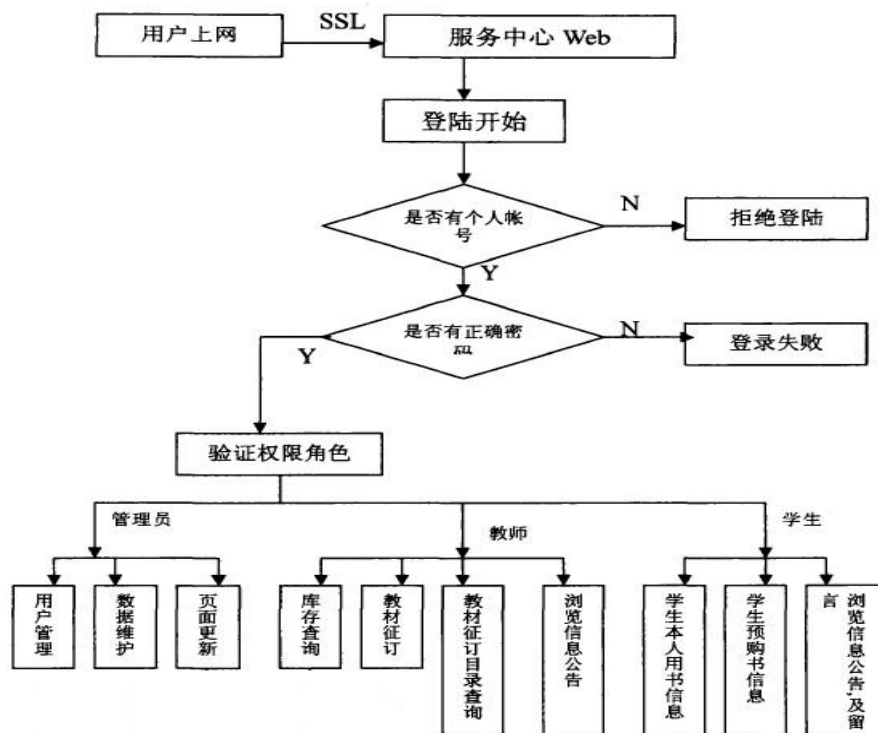 用户上网
SSL
服务中心 Web
登陆开始
是否有个人帐
号
N
拒绝登陆
Y
是否有正确密
码
N
登录失败
Y
验证权限角色
管理员
教师
学生
用户管理
数据维护
页面更新
库存查询
教材征订
教材征订目录查询
浏览信息公告
学生本人用书信息
学生预购书信息
浏览信息公告,及留
言